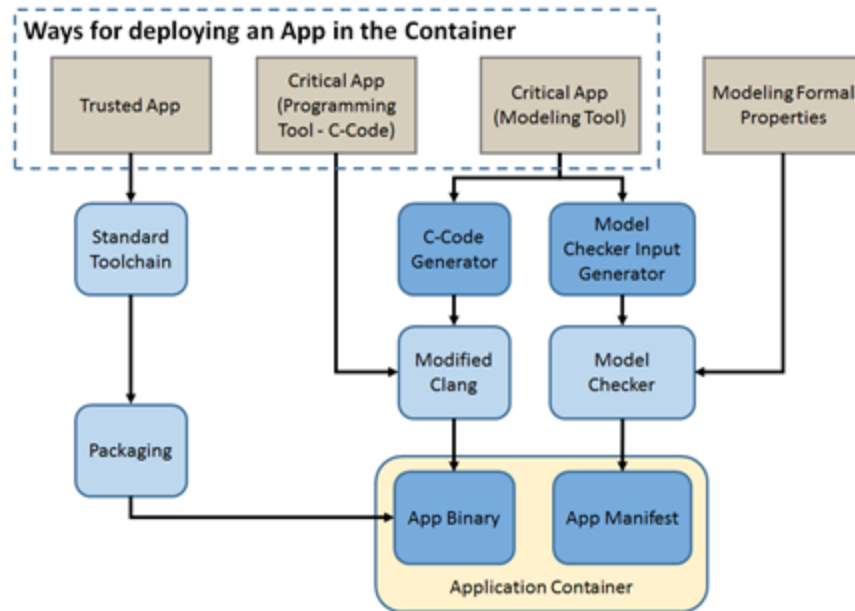 Ways for deploying an App in the Container
Trusted App
Critical App
(Programming
Tool - C-Code)
Critical App
(Modeling Tool)
Modeling Formal
Properties
Standard
Toolchain
C-Code
Generator
Model
Checker Input
Generator
Modified
Clang
Model
Checker
Packaging
App Binary
App Manifest
Application Container